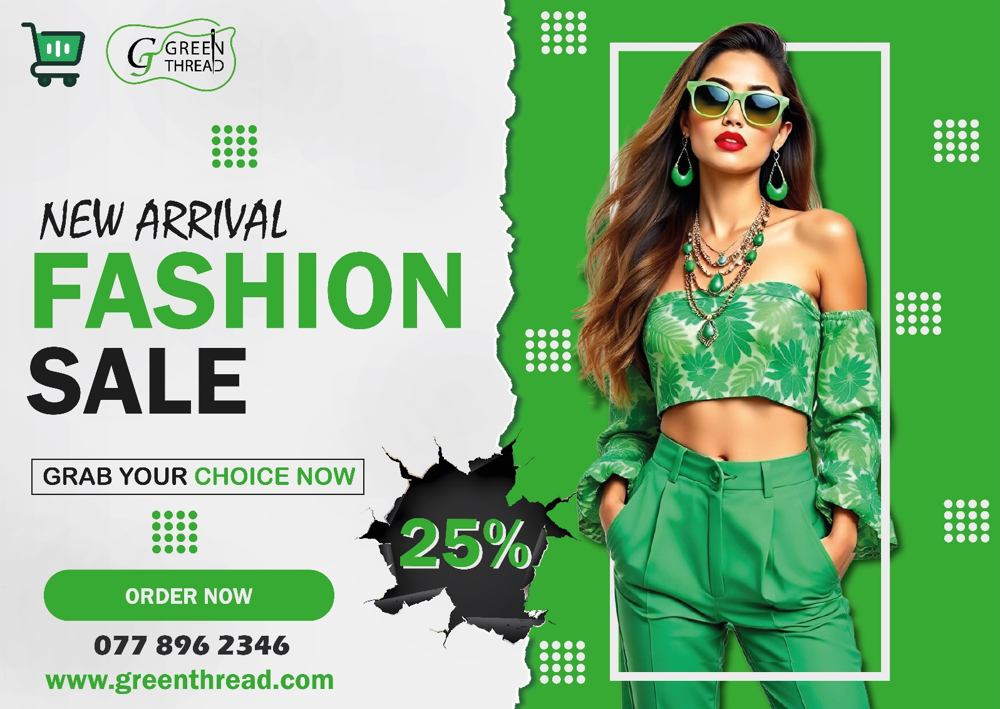 GT GREEN
THREAD
NEW ARRIVAL
FASHION
SALE
GRAB YOUR CHOICE NOW
25%
ORDER NOW
077 896 2346
www.greenthread.com